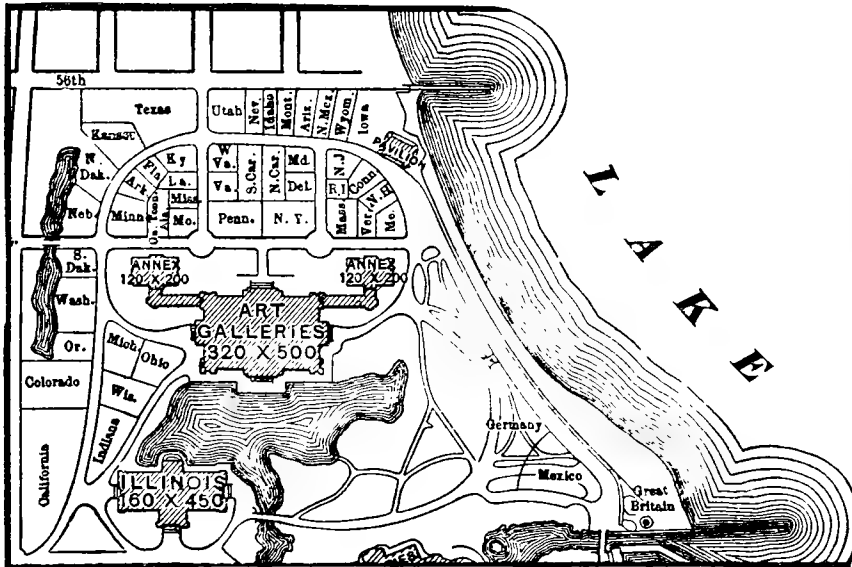 56th
Texas
Utah
Nev.
Idaho
Mont.
Ariz.
N. Mex.
Wyom.
Iowa
Kansas
PAVILION
N. Dak.
Fla.
Ky
W Va.
Md.
N.J
Ark
La.
Va.
S. Car.
N. Car.
Del.
R.I
Conn.
N.H
Miss.
Neb.
Minn
Ala.
Mo.
Penn.
N. Y.
Mass.
Ver.
Me.
LAKE
S. Dak.
ANNEX
120 X 200
ANNEX
120 X 200
Wash.
ART
GALLERIES
320 X 500
Or.
Mich.
Ohio
Colorado
Wis.
Indiana
California
Germany
Mexico
ILLINOIS
160 X 450
Great
Britain